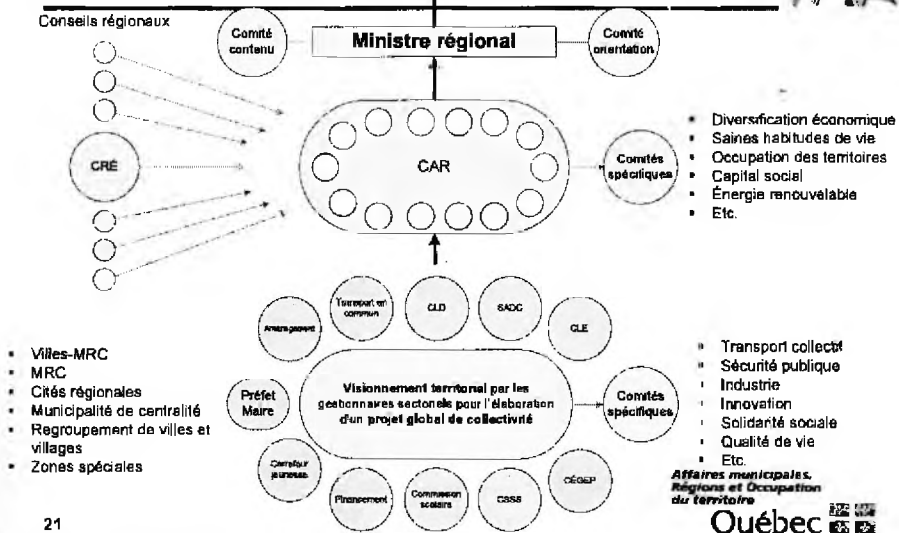 Conseils régionaux
Comité
contenu
Ministre régional
Comité
orientation
CRÉ
CAR
Comités
spécifiques
▪ Diversification économique
▪ Saines habitudes de vie
▪ Occupation des territoires
▪ Capital social
▪ Énergie renouvelable
▪ Etc.
Aménagement
Transport en
commun
CLD
SADC
CLE
▪ Villes-MRC
▪ MRC
▪ Cités régionales
▪ Municipalité de centralité
▪ Regroupement de villes et
villages
▪ Zones spéciales
Préfet
Maire
Visionnement territorial par les
gestionnaires sectoriels pour l'élaboration
d'un projet global de collectivité
Comités
spécifiques
▪ Transport collectif
▪ Sécurité publique
▪ Industrie
▪ Innovation
▪ Solidarité sociale
▪ Qualité de vie
▪ Etc.
Carrefour
jeunesse
Financement
Commission
scolaire
CSSS
CÉGEP
Affaires municipales,
Régions et Occupation
du territoire
Québec
21